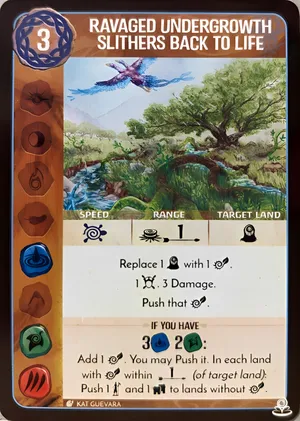 3
RAVAGED UNDERGROWTH
SLITHERS BACK TO LIFE
SPEED RANGE TARGET LAND
1
Replace 1 with 1 .
1 . 3 Damage.
Push that .
IF YOU HAVE
3 2 :
Add 1 . You may Push it. In each land
with within 1 (of target land):
Push 1 and 1 to lands without .
KAT GUEVARA